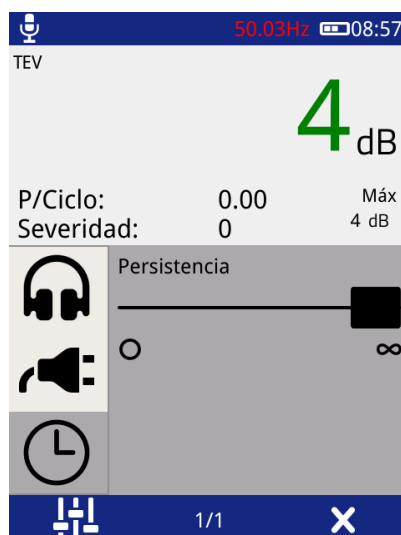 50.03Hz 08:57
TEV
4 dB
P/Ciclo: 0.00 Máx
Severidad: 0 4 dB
Persistencia
O ∞
1/1